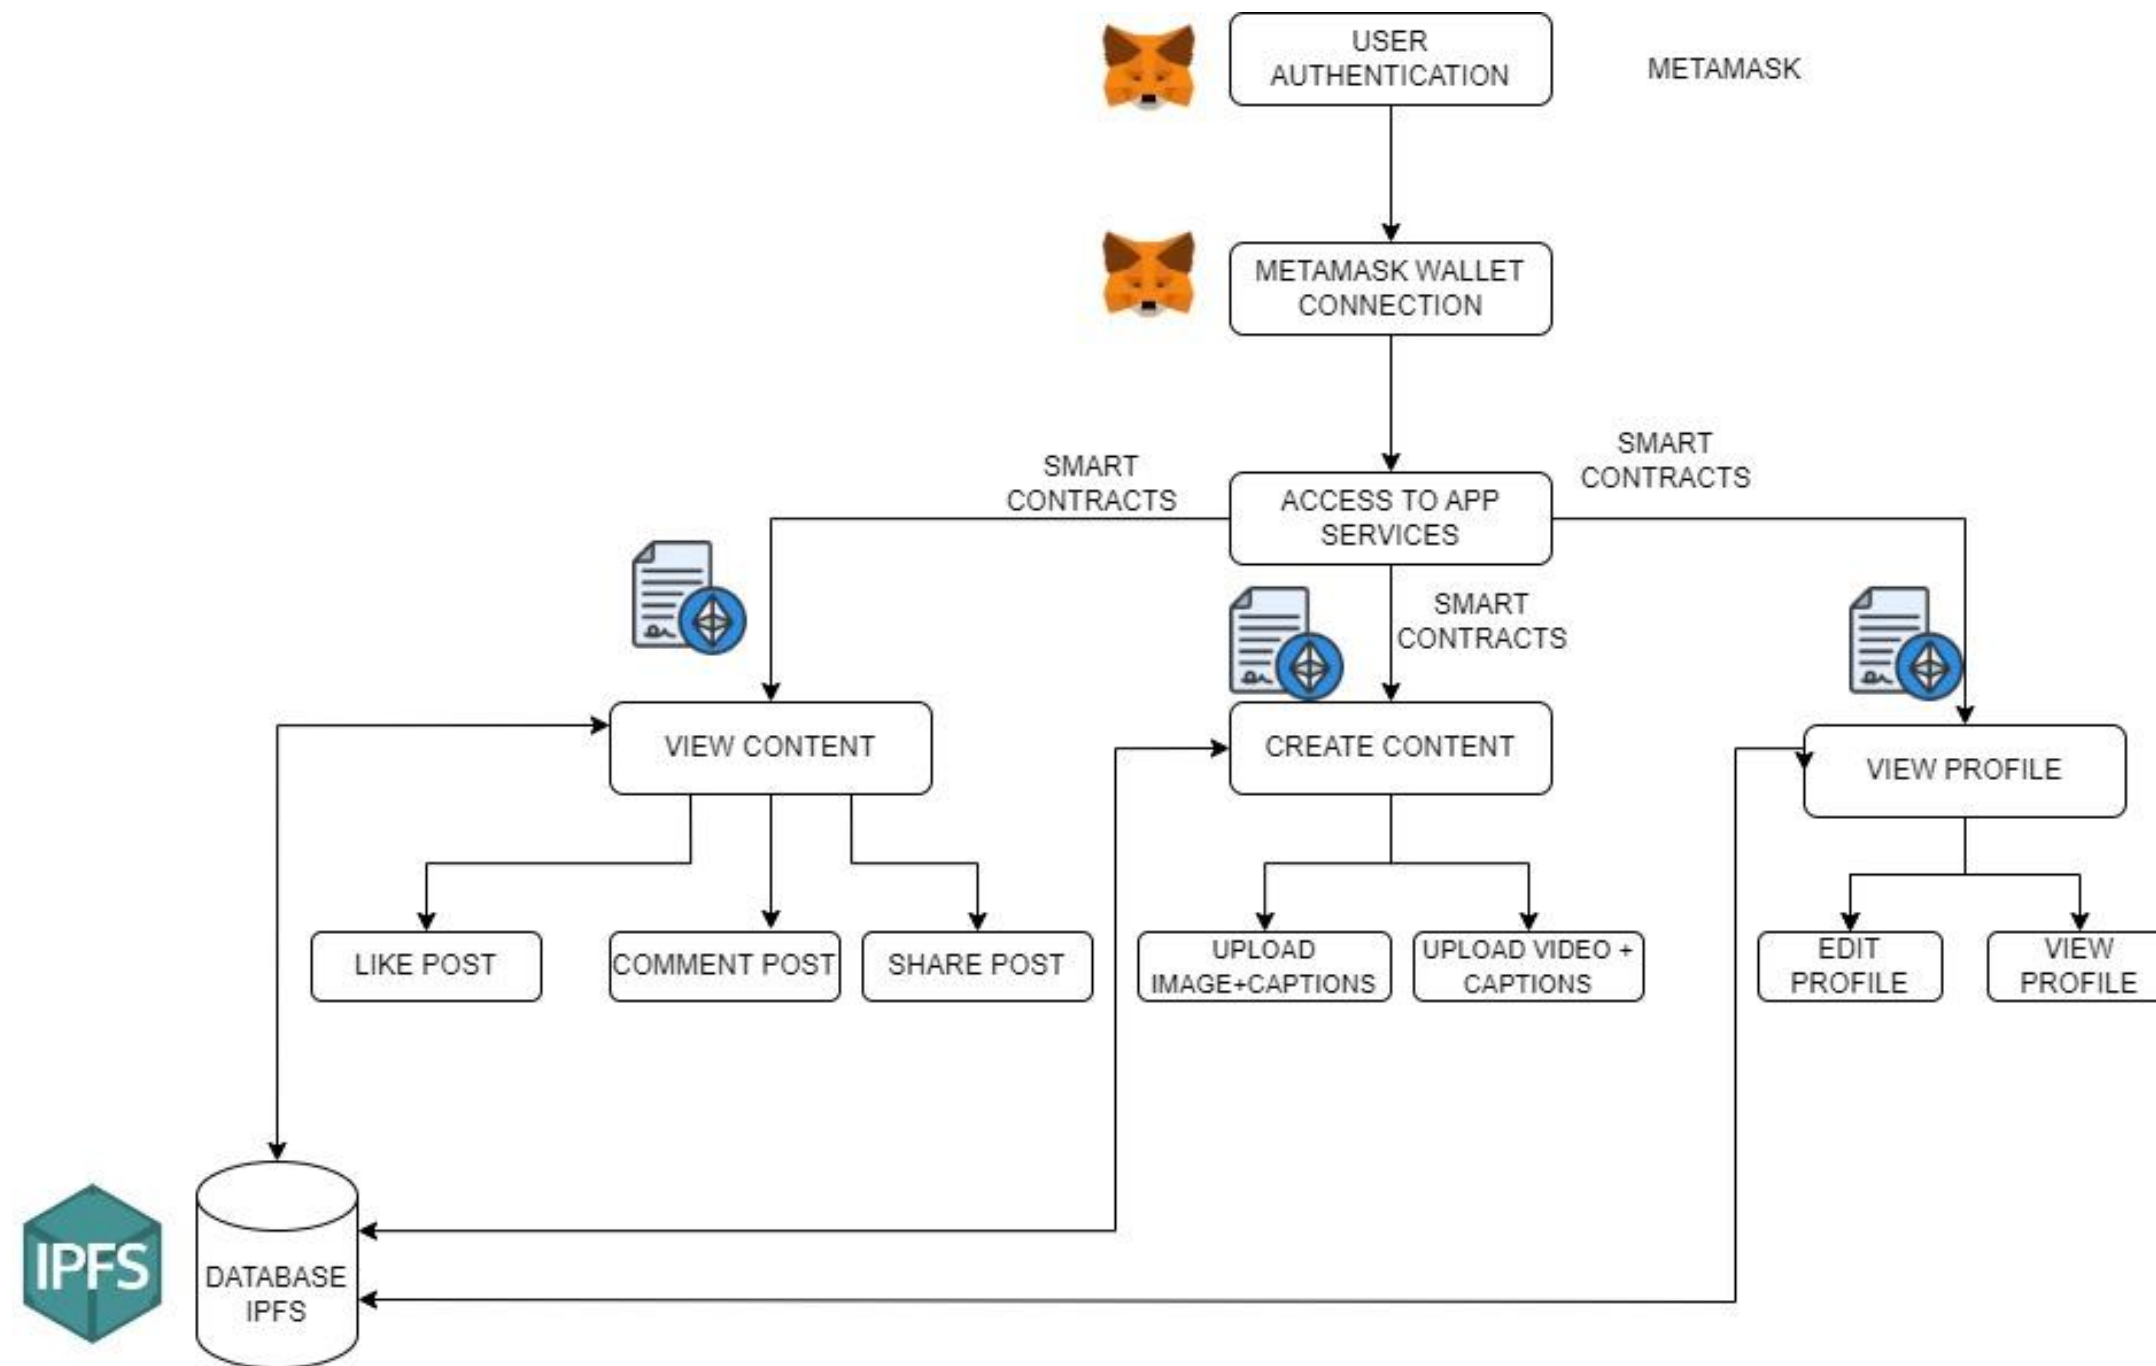 USER
AUTHENTICATION
METAMASK
METAMASK WALLET
CONNECTION
SMART
CONTRACTS
ACCESS TO APP
SERVICES
SMART
CONTRACTS
SMART
CONTRACTS
VIEW CONTENT
CREATE CONTENT
VIEW PROFILE
LIKE POST
COMMENT POST
SHARE POST
UPLOAD
IMAGE+CAPTIONS
UPLOAD VIDEO +
CAPTIONS
EDIT
PROFILE
VIEW
PROFILE
IPFS
DATABASE
IPFS